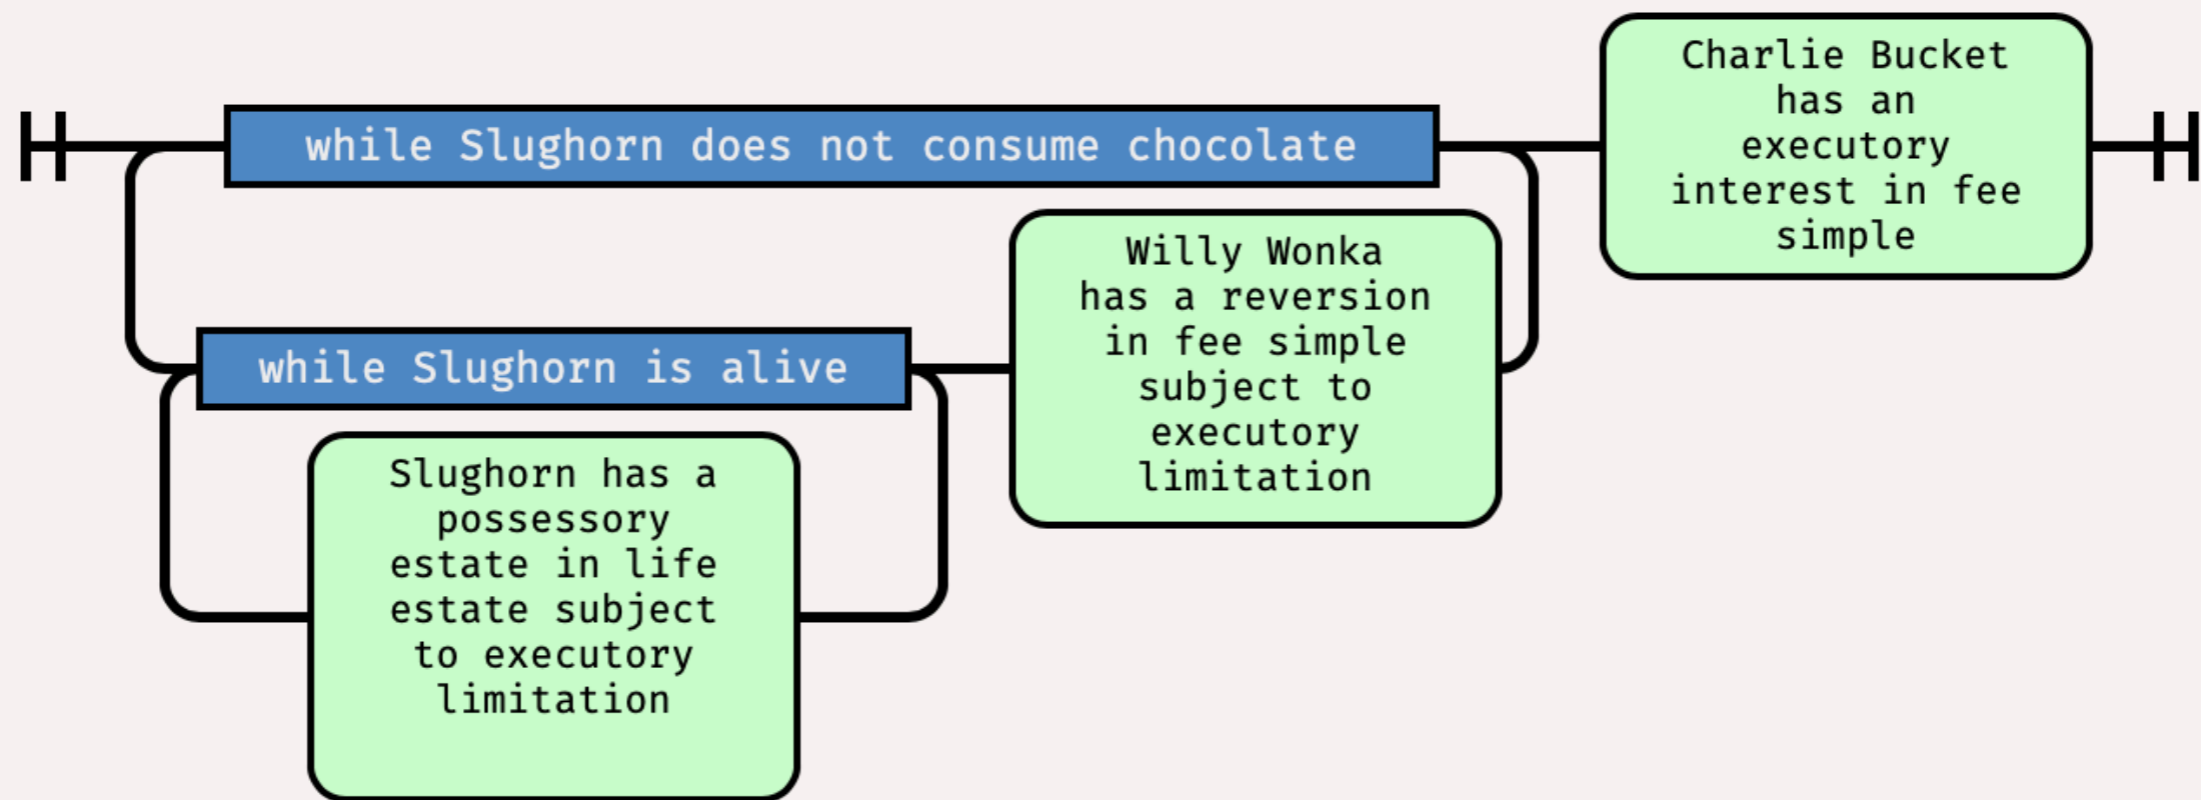 while Slughorn does not consume chocolate
Charlie Bucket
has an
executory
interest in fee
simple
while Slughorn is alive
Willy Wonka
has a reversion
in fee simple
subject to
executory
limitation
Slughorn has a
possessory
estate in life
estate subject
to executory
limitation